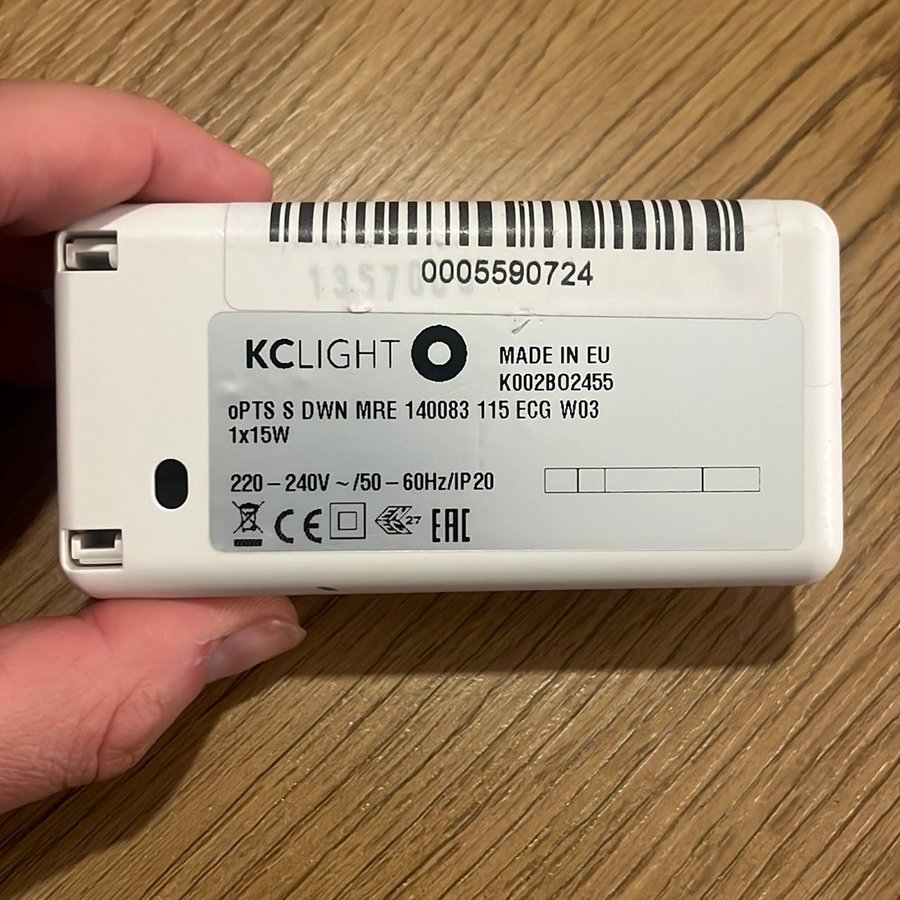 0005590724
KCLIGHT
MADE IN EU
K002B02455
oPTS S DWN MRE 140083 115 ECG W03
1x15W
220 – 240V ~ /50 – 60Hz/IP20
CE 27 EAC